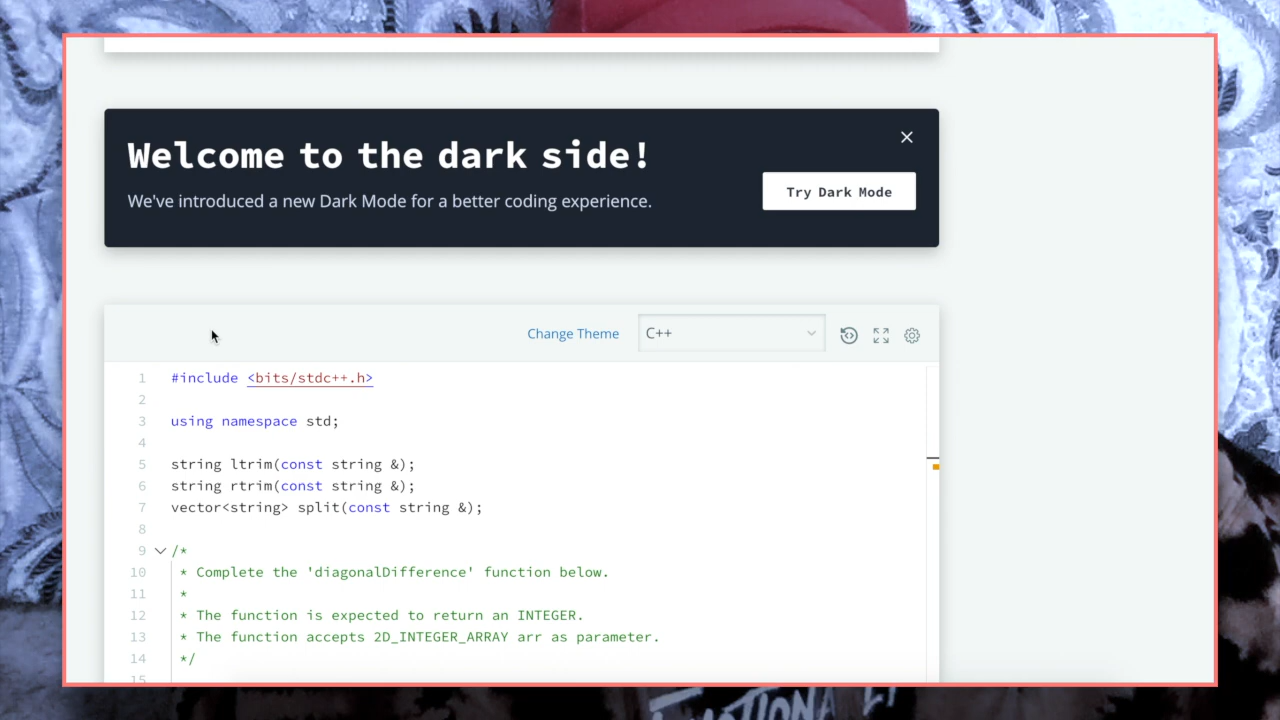 Welcome to the dark side!
We've introduced a new Dark Mode for a better coding experience.
Try Dark Mode
Change Theme
C++
1 #include <bits/stdc++.h>
2
3 using namespace std;
4
5 string ltrim(const string &);
6 string rtrim(const string &);
7 vector<string> split(const string &);
8
9 /*
10 * Complete the 'diagonalDifference' function below.
11 *
12 * The function is expected to return an INTEGER.
13 * The function accepts 2D_INTEGER_ARRAY arr as parameter.
14 */
15